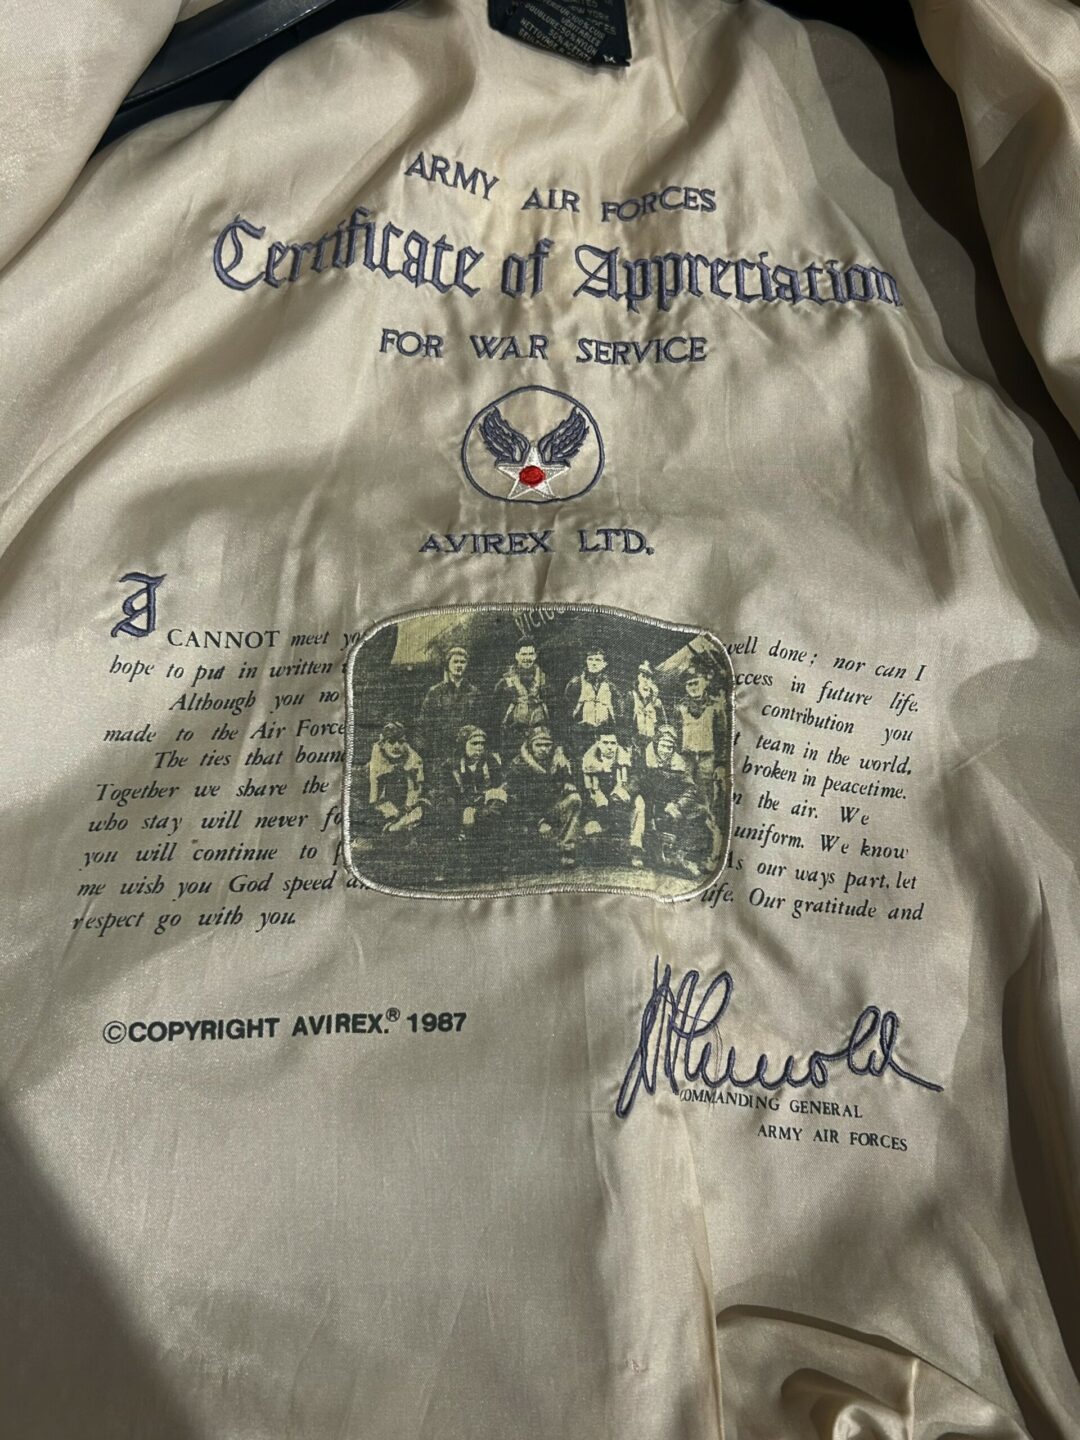 DOUBLURE
NETTOYAGE
M
ARMY AIR FORCES
Certificate of Appreciation
FOR WAR SERVICE
AVIREX LTD.
I CANNOT meet well done; nor can I
hope to put in written in future life.
Although you no contribution you
made to the Air Force team in the world.
The ties that broken in peacetime.
Together we share the the air. We
who stay will never uniform. We know
you will continue to As our ways part, let
me wish you God speed life. Our gratitude and
respect go with you.
©COPYRIGHT AVIREX.® 1987
H H Arnold
COMMANDING GENERAL
ARMY AIR FORCES